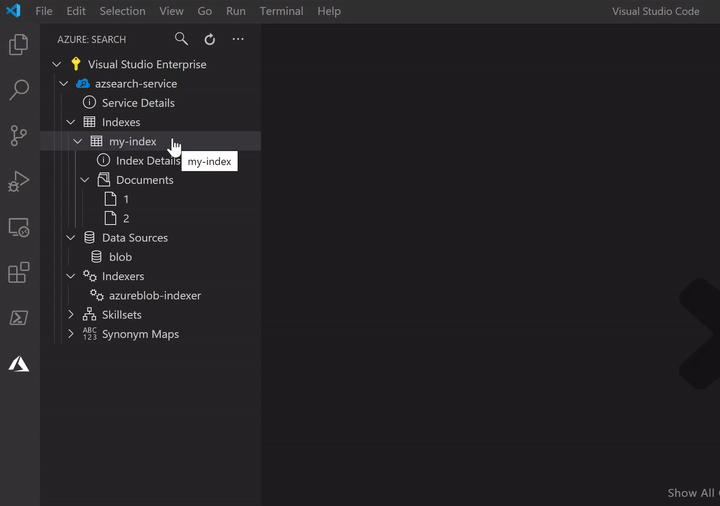 File Edit Selection View Go Run Terminal Help Visual Studio Code
AZURE: SEARCH
Visual Studio Enterprise
azsearch-service
Service Details
Indexes
my-index
Index Details
my-index
Documents
1
2
Data Sources
blob
Indexers
azureblob-indexer
Skillsets
ABC
123
Synonym Maps
Show All